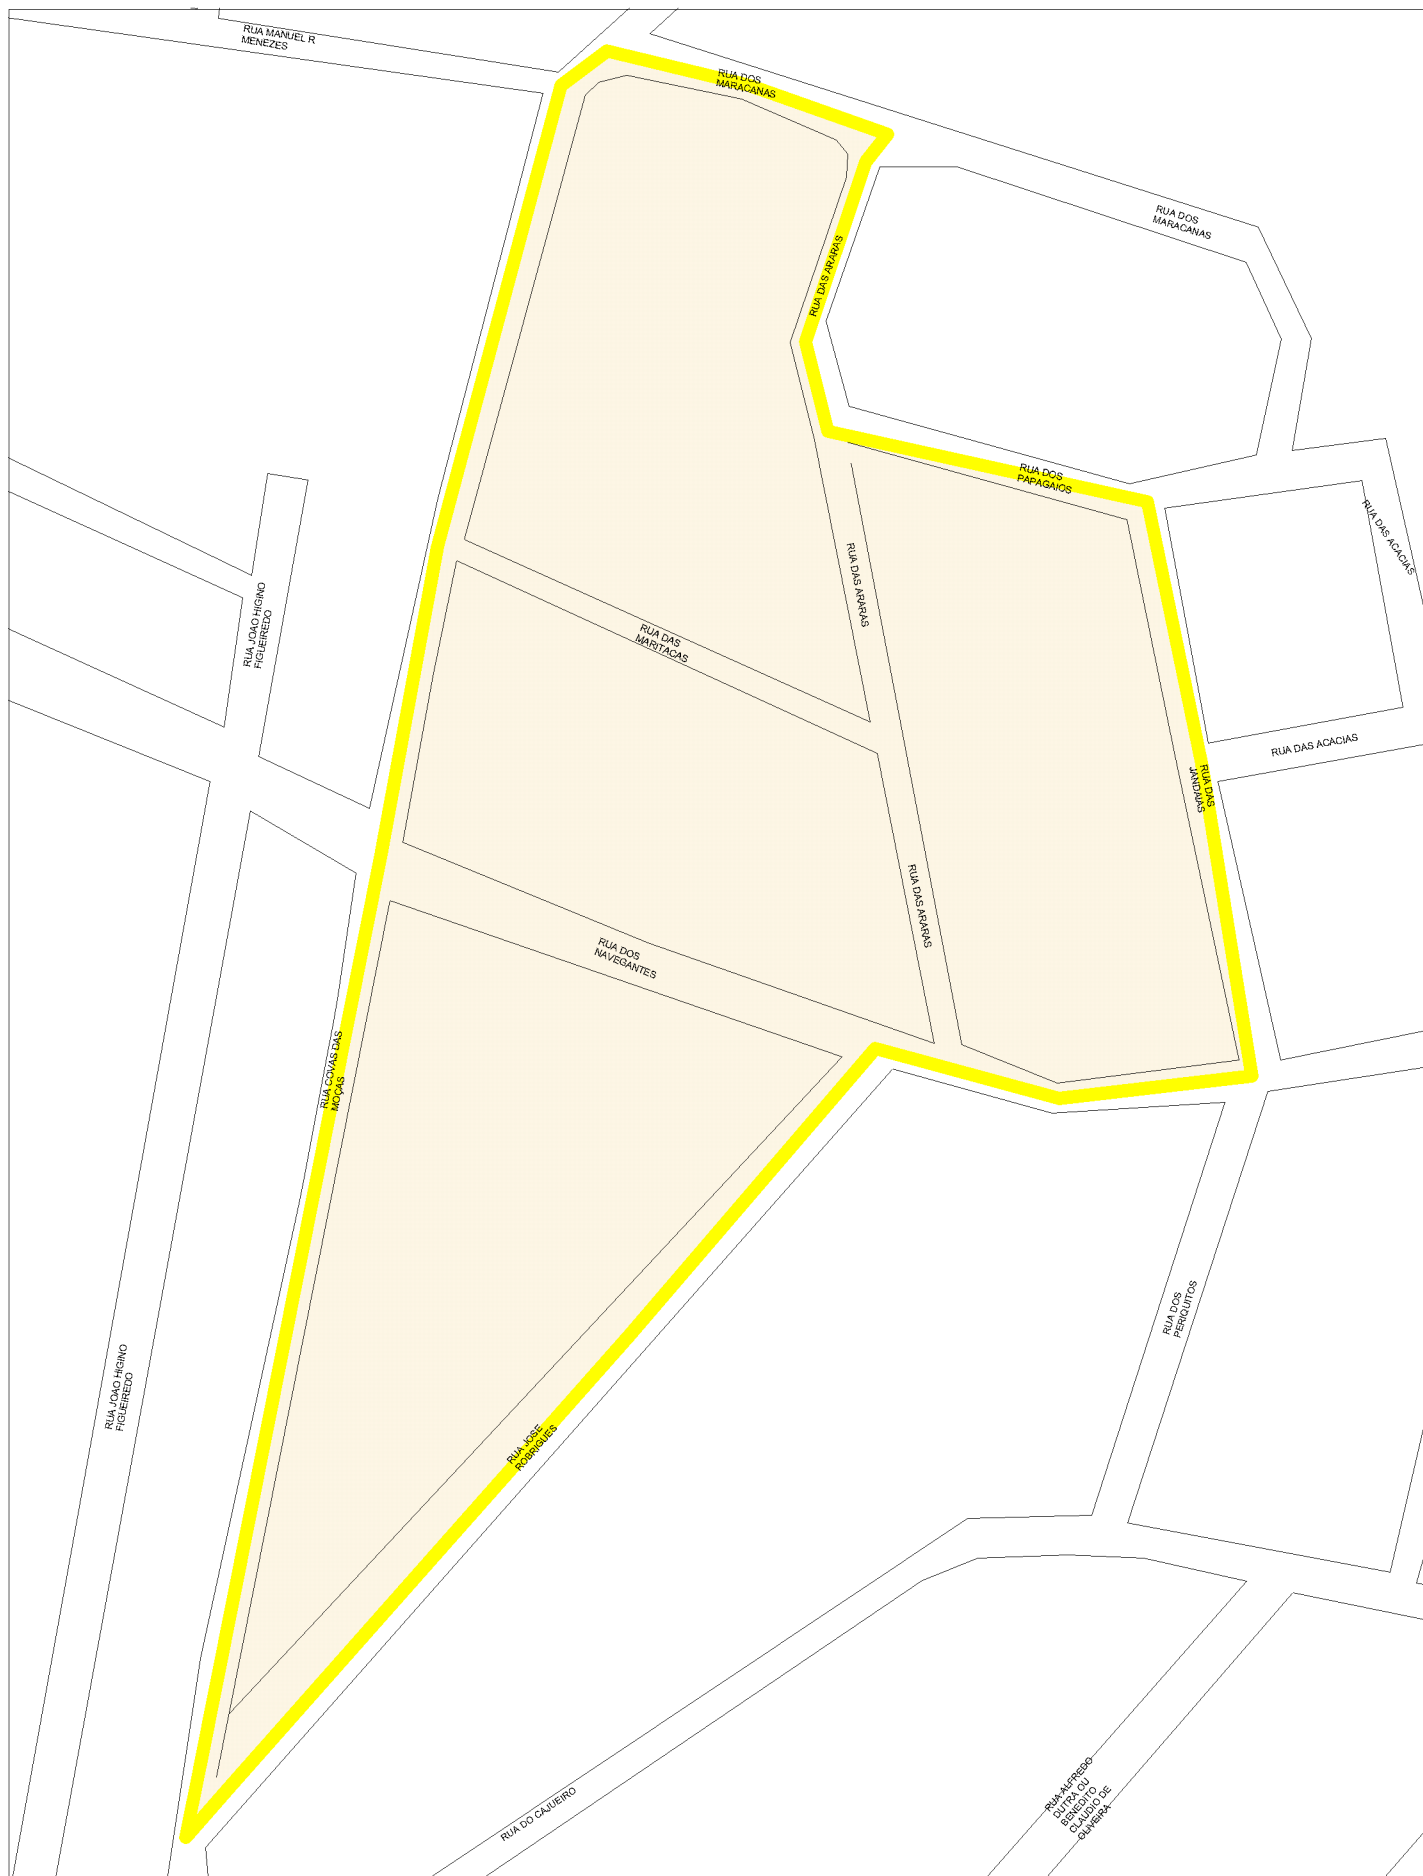 RUA MANUEL R
MENEZES
RUA DOS
MARACANAS
RUA DOS
MARACANAS
RUA DAS ARARAS
RUA DOS
PAPAGAIOS
RUA DAS ACACIAS
RUA DAS ARARAS
RUA JOAO HIGINO
FIGUEIREDO
RUA DAS
MARITACAS
RUA DAS ACACIAS
RUA DAS
JANDAIAS
RUA DAS ARARAS
RUA DOS
NAVEGANTES
RUA COVAS DAS
MOÇAS
RUA DOS
PERIQUITOS
RUA JOAO HIGINO
FIGUEIREDO
RUA JOSE
ROBRIGUES
RUA DO CAJUEIRO
RUA ALFREDO
DUTRA OU
BENEDITO
CLAUDIO DE
OLIVEIRA